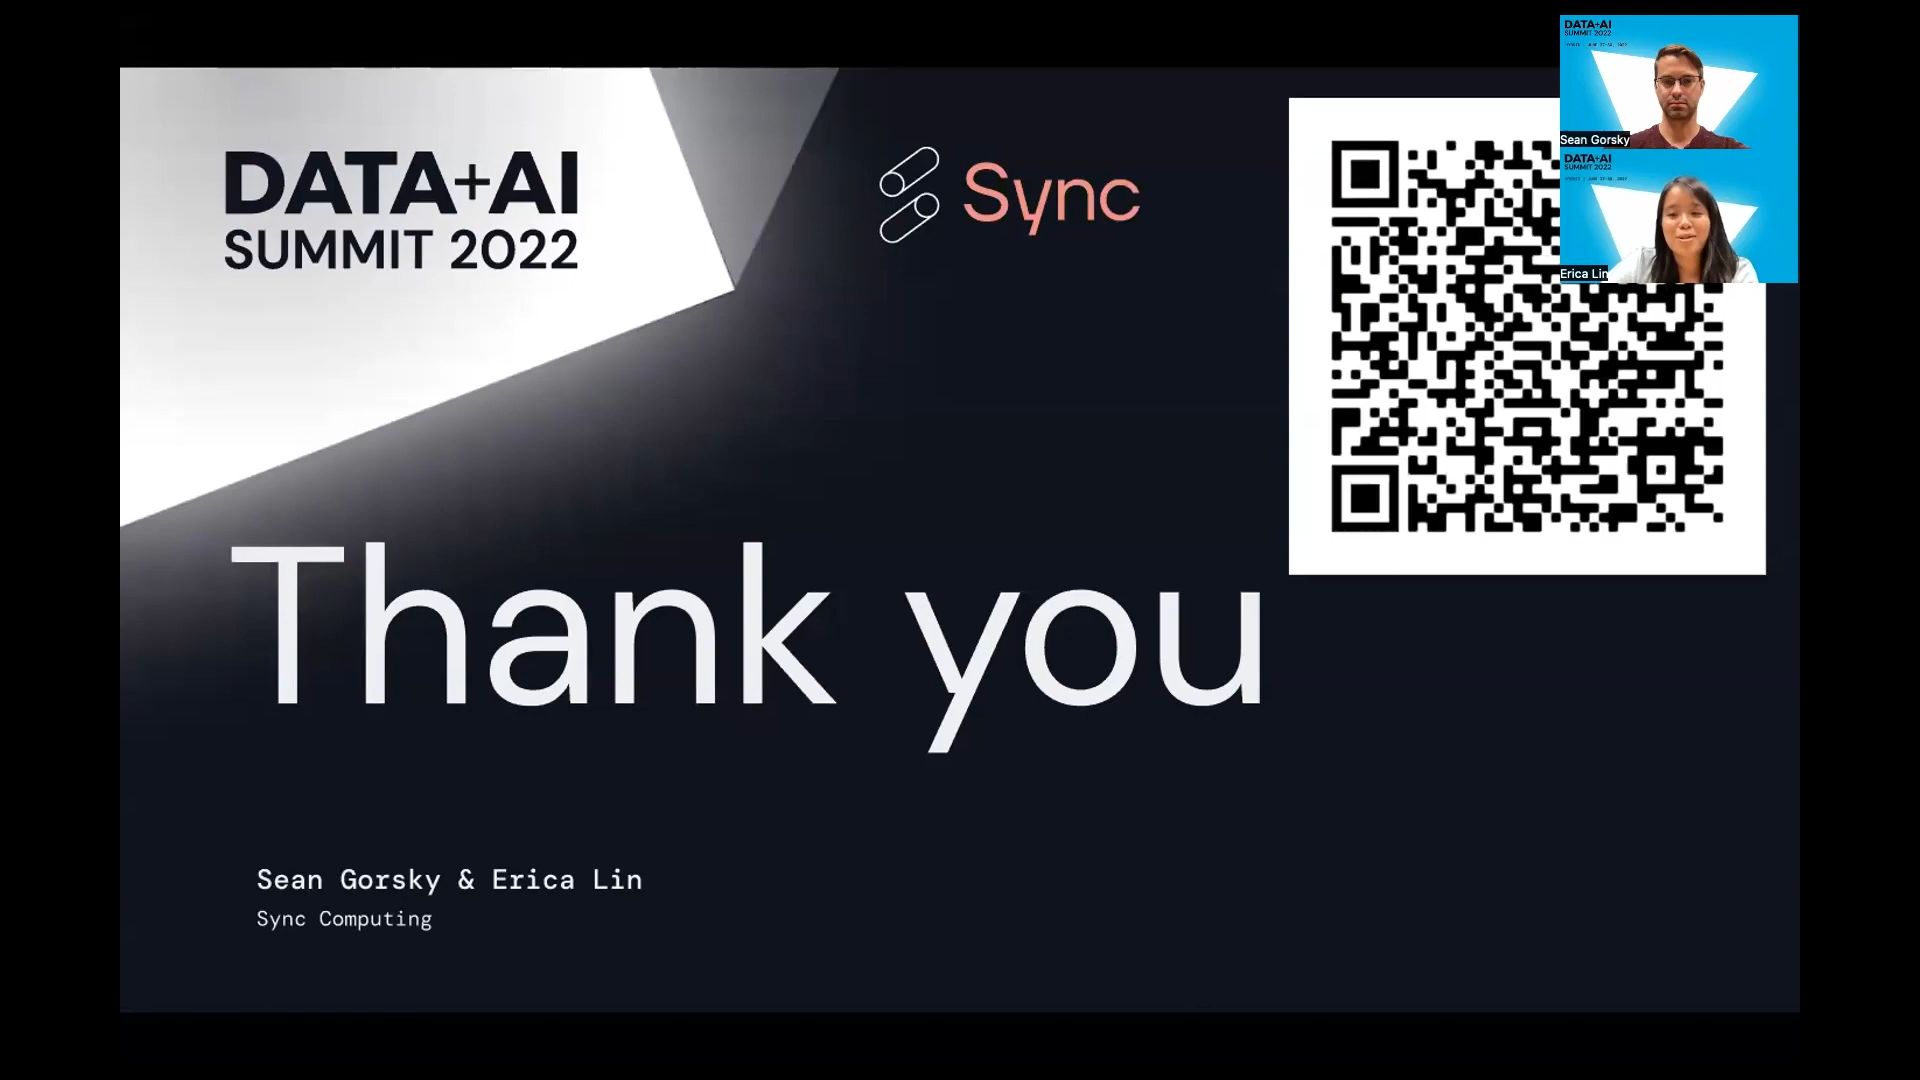 DATA+AI
SUMMIT 2022
Sync
Thank you
Sean Gorsky & Erica Lin
Sync Computing
DATA+AI
SUMMIT 2022
Sean Gorsky
DATA+AI
SUMMIT 2022
Erica Lin